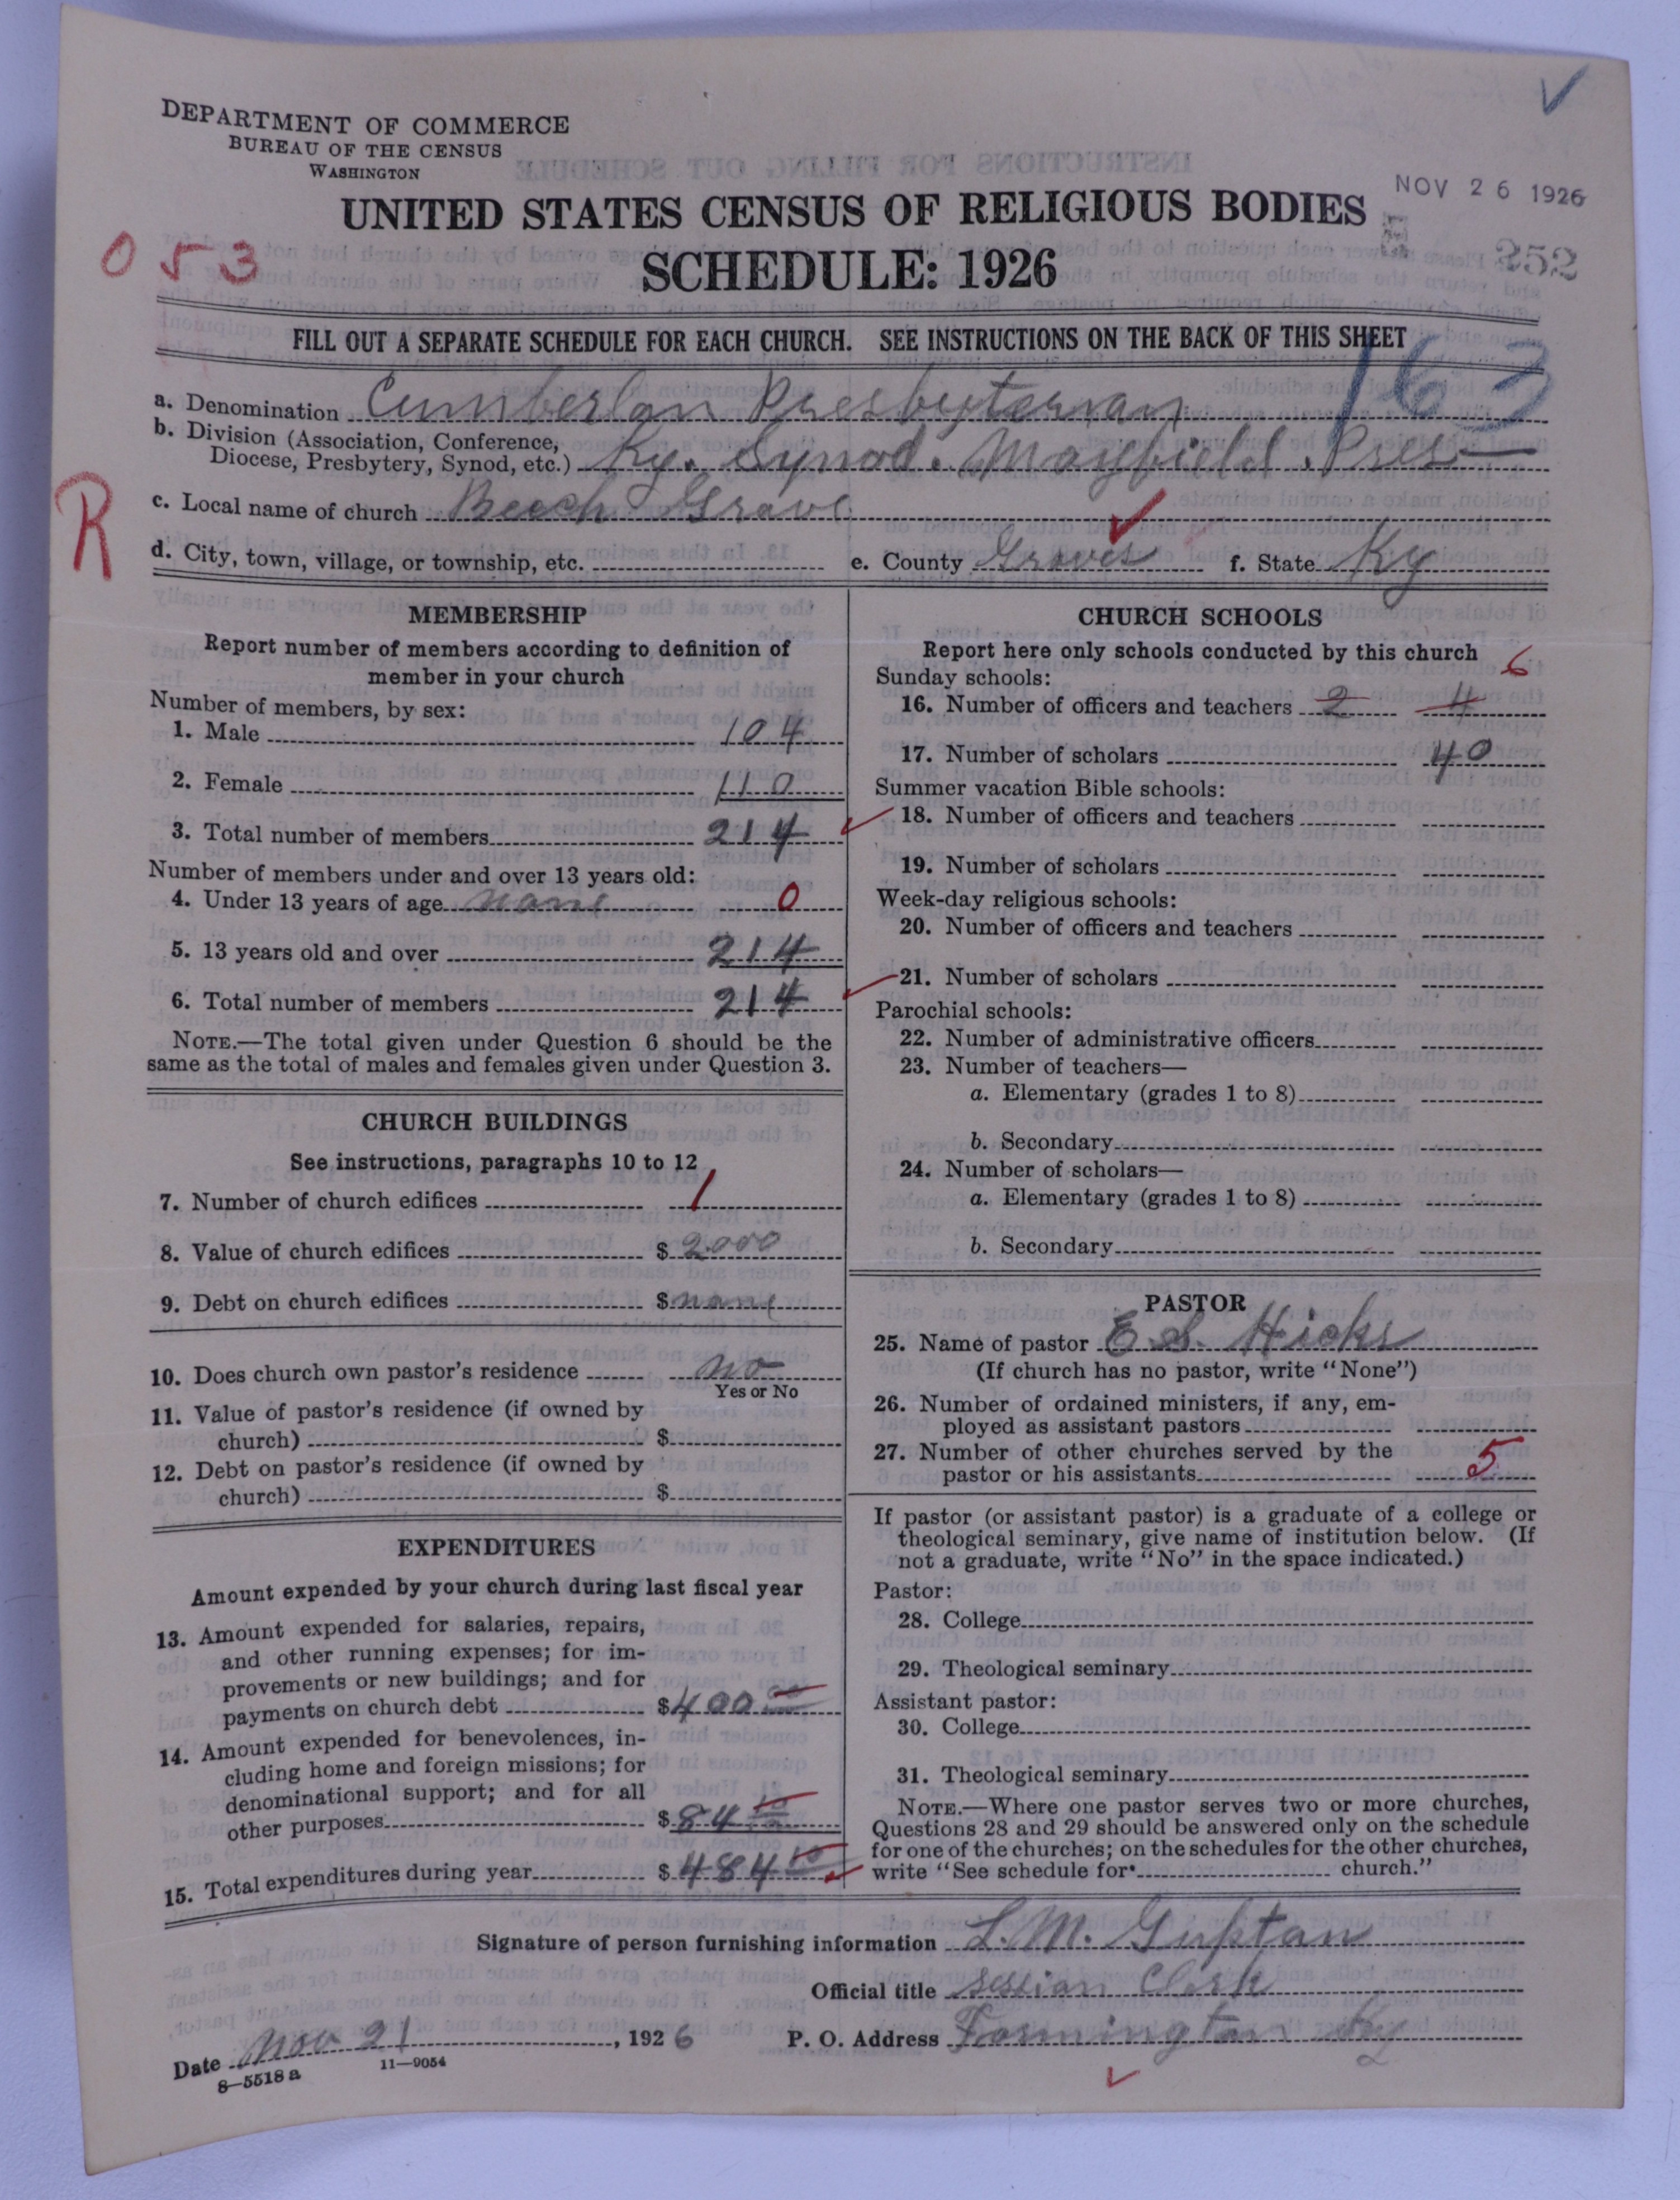 DEPARTMENT OF COMMERCE
BUREAU OF THE CENSUS
WASHINGTON
NOV 26 1926
UNITED STATES CENSUS OF RELIGIOUS BODIES
053
SCHEDULE: 1926
252
FILL OUT A SEPARATE SCHEDULE FOR EACH CHURCH. SEE INSTRUCTIONS ON THE BACK OF THIS SHEET
163
a. Denomination Cumberlan Presbyterian
b. Division (Association, Conference,
Diocese, Presbytery, Synod, etc.) Ky. Synod. Mayfield. Pres
R
c. Local name of church Beech Grove
d. City, town, village, or township, etc. e. County Graves f. State Ky
MEMBERSHIP
Report number of members according to definition of
member in your church
Number of members, by sex:
1. Male 104
2. Female 110
3. Total number of members 214
Number of members under and over 13 years old:
4. Under 13 years of age none 0
5. 13 years old and over 214
6. Total number of members 214
NOTE.—The total given under Question 6 should be the
same as the total of males and females given under Question 3.
CHURCH BUILDINGS
See instructions, paragraphs 10 to 12
7. Number of church edifices 1
8. Value of church edifices $ 2000
9. Debt on church edifices $ none
10. Does church own pastor's residence no
Yes or No
11. Value of pastor's residence (if owned by
church) $
12. Debt on pastor's residence (if owned by
church) $
EXPENDITURES
Amount expended by your church during last fiscal year
13. Amount expended for salaries, repairs,
and other running expenses; for im-
provements or new buildings; and for
payments on church debt $ 400 00
14. Amount expended for benevolences, in-
cluding home and foreign missions; for
denominational support; and for all
other purposes $ 84 10
15. Total expenditures during year $ 484 10
CHURCH SCHOOLS
Report here only schools conducted by this church
6
Sunday schools:
16. Number of officers and teachers 2 4
17. Number of scholars 40
Summer vacation Bible schools:
18. Number of officers and teachers
19. Number of scholars
Week-day religious schools:
20. Number of officers and teachers
21. Number of scholars
Parochial schools:
22. Number of administrative officers
23. Number of teachers—
a. Elementary (grades 1 to 8)
b. Secondary
24. Number of scholars—
a. Elementary (grades 1 to 8)
b. Secondary
PASTOR
25. Name of pastor E. S. Hicks
(If church has no pastor, write "None")
26. Number of ordained ministers, if any, em-
ployed as assistant pastors
27. Number of other churches served by the
pastor or his assistants 5
If pastor (or assistant pastor) is a graduate of a college or
theological seminary, give name of institution below. (If
not a graduate, write "No" in the space indicated.)
Pastor:
28. College
29. Theological seminary
Assistant pastor:
30. College
31. Theological seminary
NOTE.—Where one pastor serves two or more churches,
Questions 28 and 29 should be answered only on the schedule
for one of the churches; on the schedules for the other churches,
write "See schedule for church."
Signature of person furnishing information L. M. Guptan
Official title Session Clerk
Date Nov 21, 1926 P. O. Address Farmington Ky
8—5518 a 11—9054